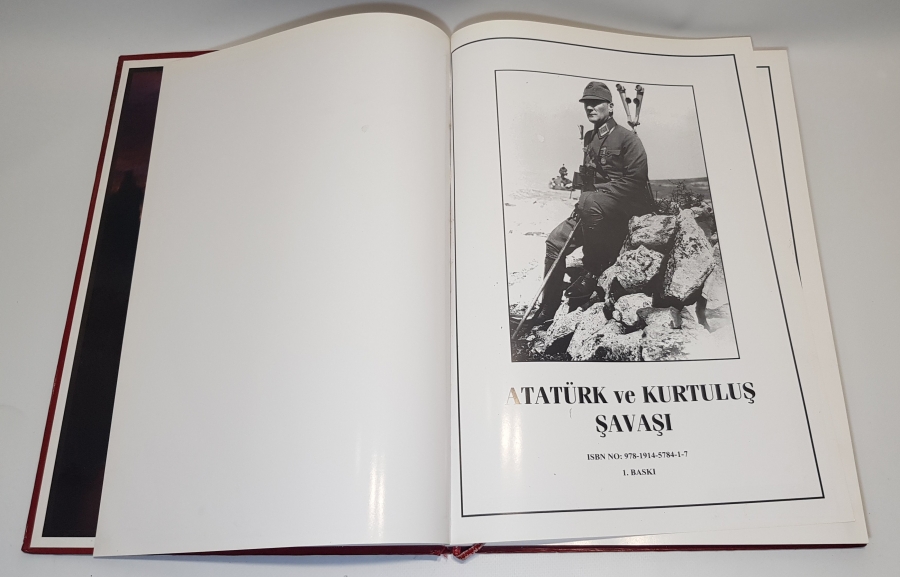 ATATÜRK ve KURTULUŞ
ŞAVAŞI
ISBN NO: 978-1914-5784-1-7
1. BASKI